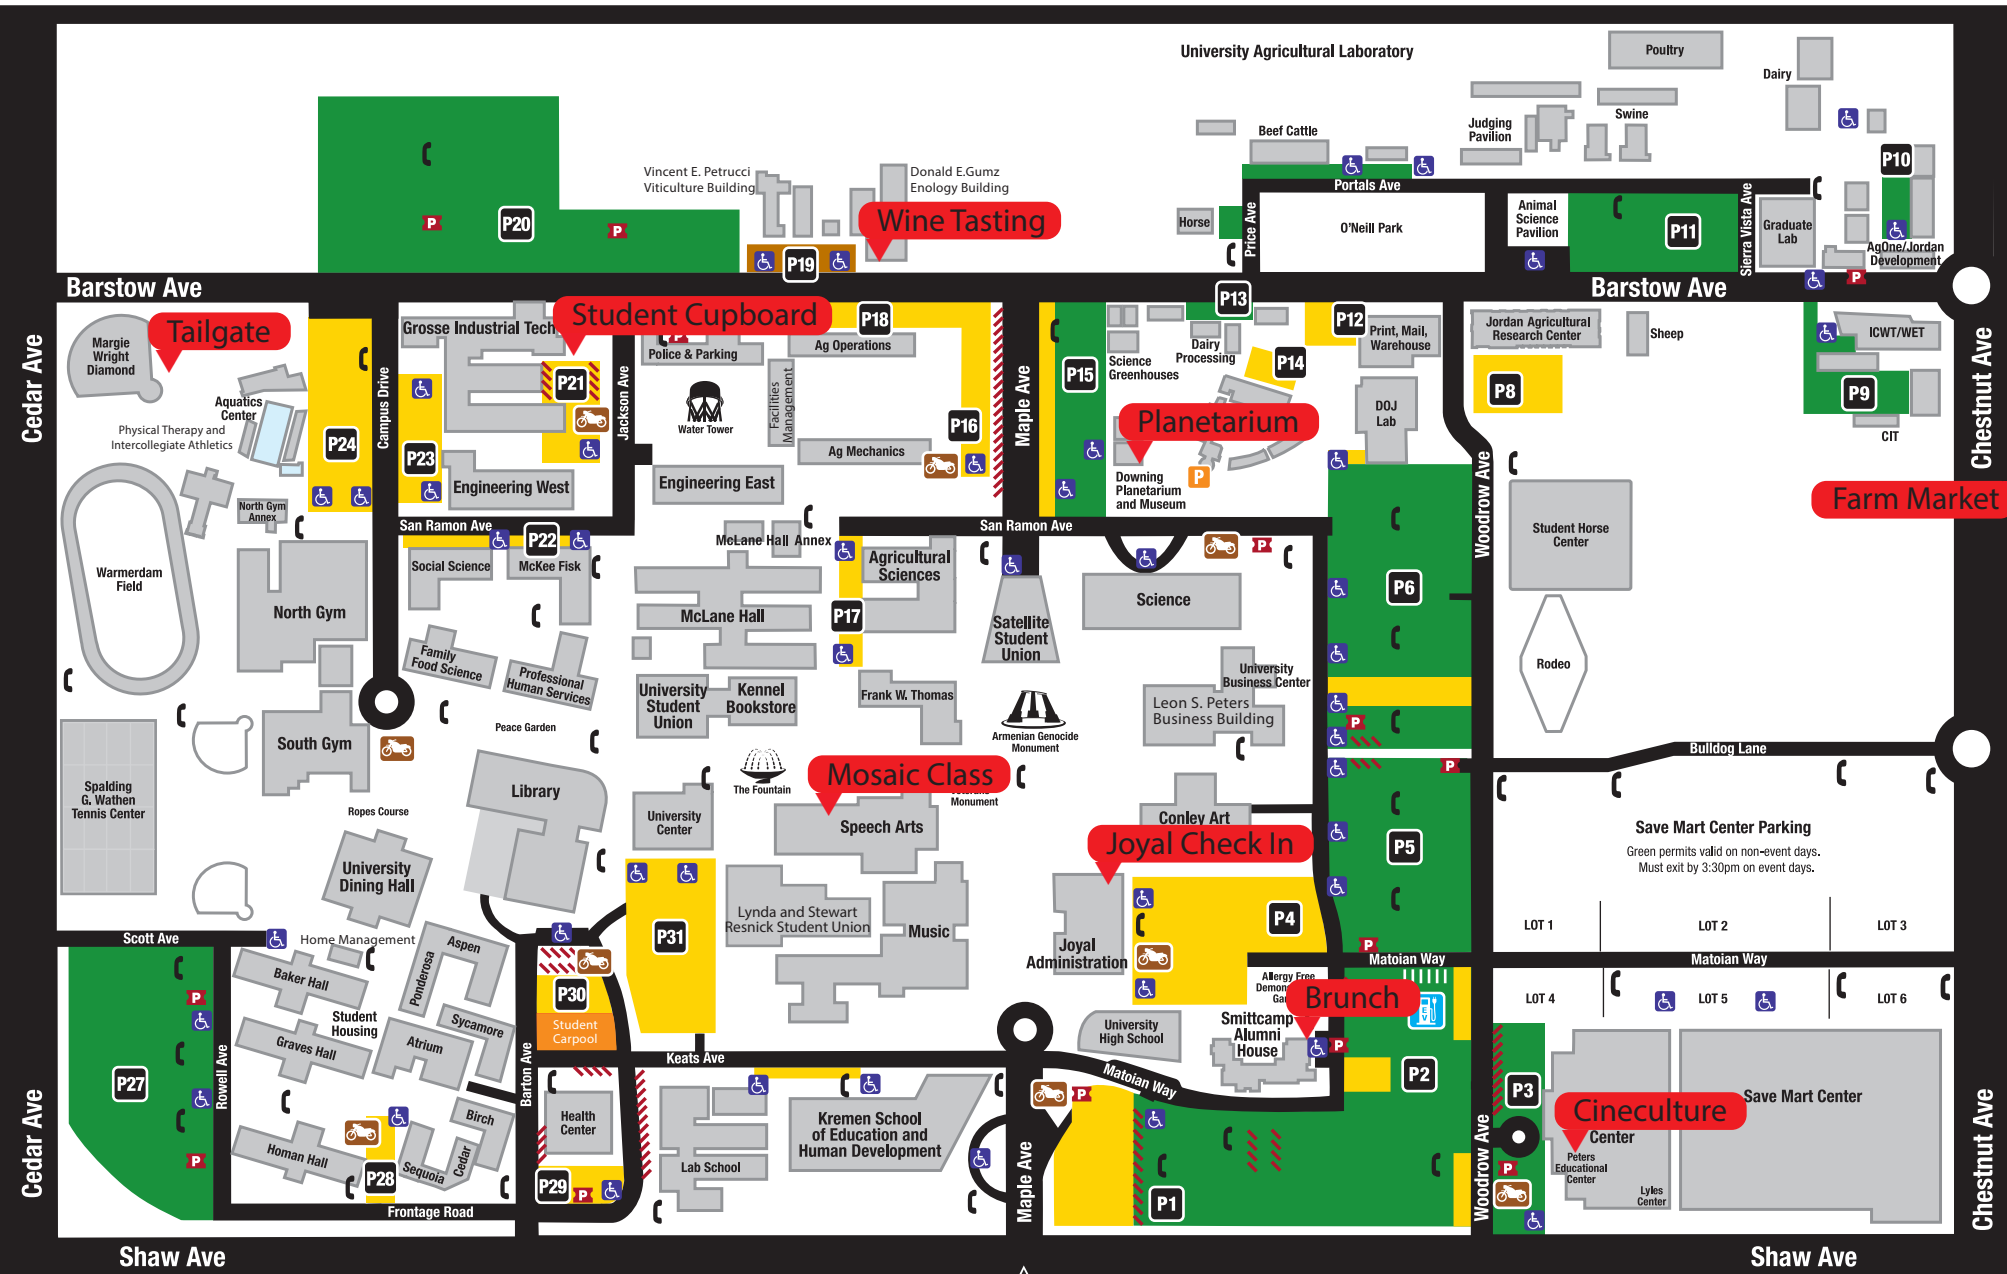 University Agricultural Laboratory
Poultry
Dairy
Swine
Judging
Pavilion
Beef Cattle
P10
Vincent E. Petrucci
Viticulture Building
Donald E.Gumz
Enology Building
Wine Tasting
Portals Ave
Price Ave
Horse
O'Neill Park
Animal
Science
Pavilion
P11
Sierra Vista Ave
Graduate
Lab
AgOne/Jordan
Development
P20
P19
Barstow Ave
Barstow Ave
Cedar Ave
Margie
Wright
Diamond
Tailgate
Grosse Industrial Tech
Student Cupboard
P18
Police & Parking
Ag Operations
P13
P12
Print, Mail,
Warehouse
Jordan Agricultural
Research Center
Sheep
ICWT/WET
Chestnut Ave
Dairy
Processing
Science
Greenhouses
P14
P15
P21
P8
P9
CIT
Aquatics
Center
Physical Therapy and
Intercollegiate Athletics
P24
Campus Drive
P23
Jackson Ave
Water Tower
Facilities
Management
P16
Maple Ave
Planetarium
DOJ
Lab
Ag Mechanics
Engineering West
Engineering East
Downing
Planetarium
and Museum
P
Woodrow Ave
Farm Market
North Gym
Annex
San Ramon Ave
San Ramon Ave
P22
McLane Hall Annex
Student Horse
Center
Warmerdam
Field
Social Science
McKee Fisk
Agricultural
Sciences
Science
P6
North Gym
McLane Hall
P17
Satellite
Student
Union
Family
Food Science
Professional
Human Services
University
Business Center
Rodeo
University
Student
Union
Kennel
Bookstore
Frank W. Thomas
Leon S. Peters
Business Building
Peace Garden
Armenian Genocide
Monument
South Gym
Bulldog Lane
Spalding
G. Wathen
Tennis Center
Library
The Fountain
Mosaic Class
Monument
Ropes Course
University
Center
Speech Arts
Conley Art
Save Mart Center Parking
Green permits valid on non-event days.
Must exit by 3:30pm on event days.
P5
Joyal Check In
University
Dining Hall
Lynda and Stewart
Resnick Student Union
Music
P4
LOT 1
LOT 2
LOT 3
Scott Ave
Home Management
Aspen
P31
Joyal
Administration
Matoian Way
Matoian Way
Baker Hall
Ponderosa
P30
Allergy Free
Brunch
LOT 4
LOT 5
LOT 6
Student
Housing
Sycamore
Student
Carpool
EV
Smittcamp
Alumni
House
University
High School
Graves Hall
Atrium
Keats Ave
Rowell Ave
Barton Ave
P27
Matoian Way
P2
P3
Cineculture
Center
Save Mart Center
Cedar Ave
Birch
Health
Center
Kremen School
of Education and
Human Development
Chestnut Ave
Homan Hall
Sequoia
Cedar
Lab School
Maple Ave
Woodrow Ave
Peters
Educational
Center
Lyles
Center
P28
P29
P1
Frontage Road
Shaw Ave
Shaw Ave